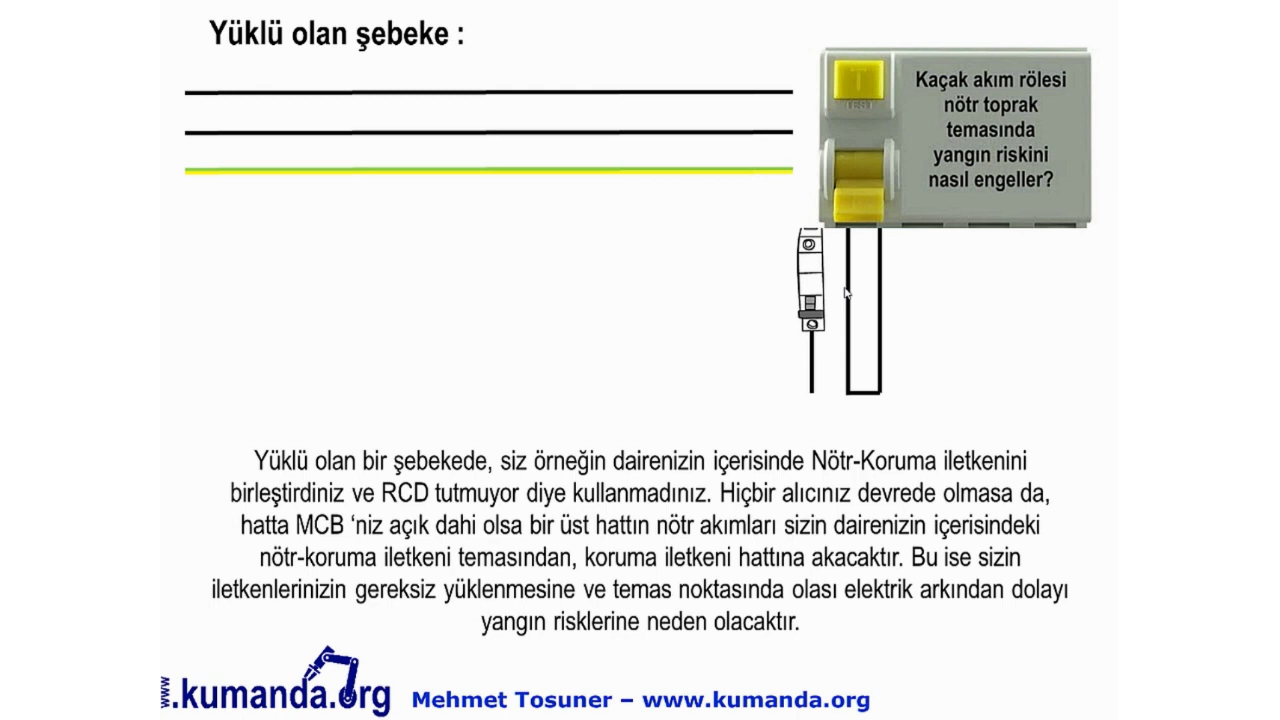 Yüklü olan şebeke :
T
TEST
Kaçak akım rölesi
nötr toprak
temasında
yangın riskini
nasıl engeller?
Yüklü olan bir şebekede, siz örneğin dairenizin içerisinde Nötr-Koruma iletkenini
birleştirdiniz ve RCD tutmuyor diye kullanmadınız. Hiçbir alıcınız devrede olmasa da,
hatta MCB ‘niz açık dahi olsa bir üst hattın nötr akımları sizin dairenizin içerisindeki
nötr-koruma iletkeni temasından, koruma iletkeni hattına akacaktır. Bu ise sizin
iletkenlerinizin gereksiz yüklenmesine ve temas noktasında olası elektrik arkından dolayı
yangın risklerine neden olacaktır.
www.kumanda.org
Mehmet Tosuner – www.kumanda.org